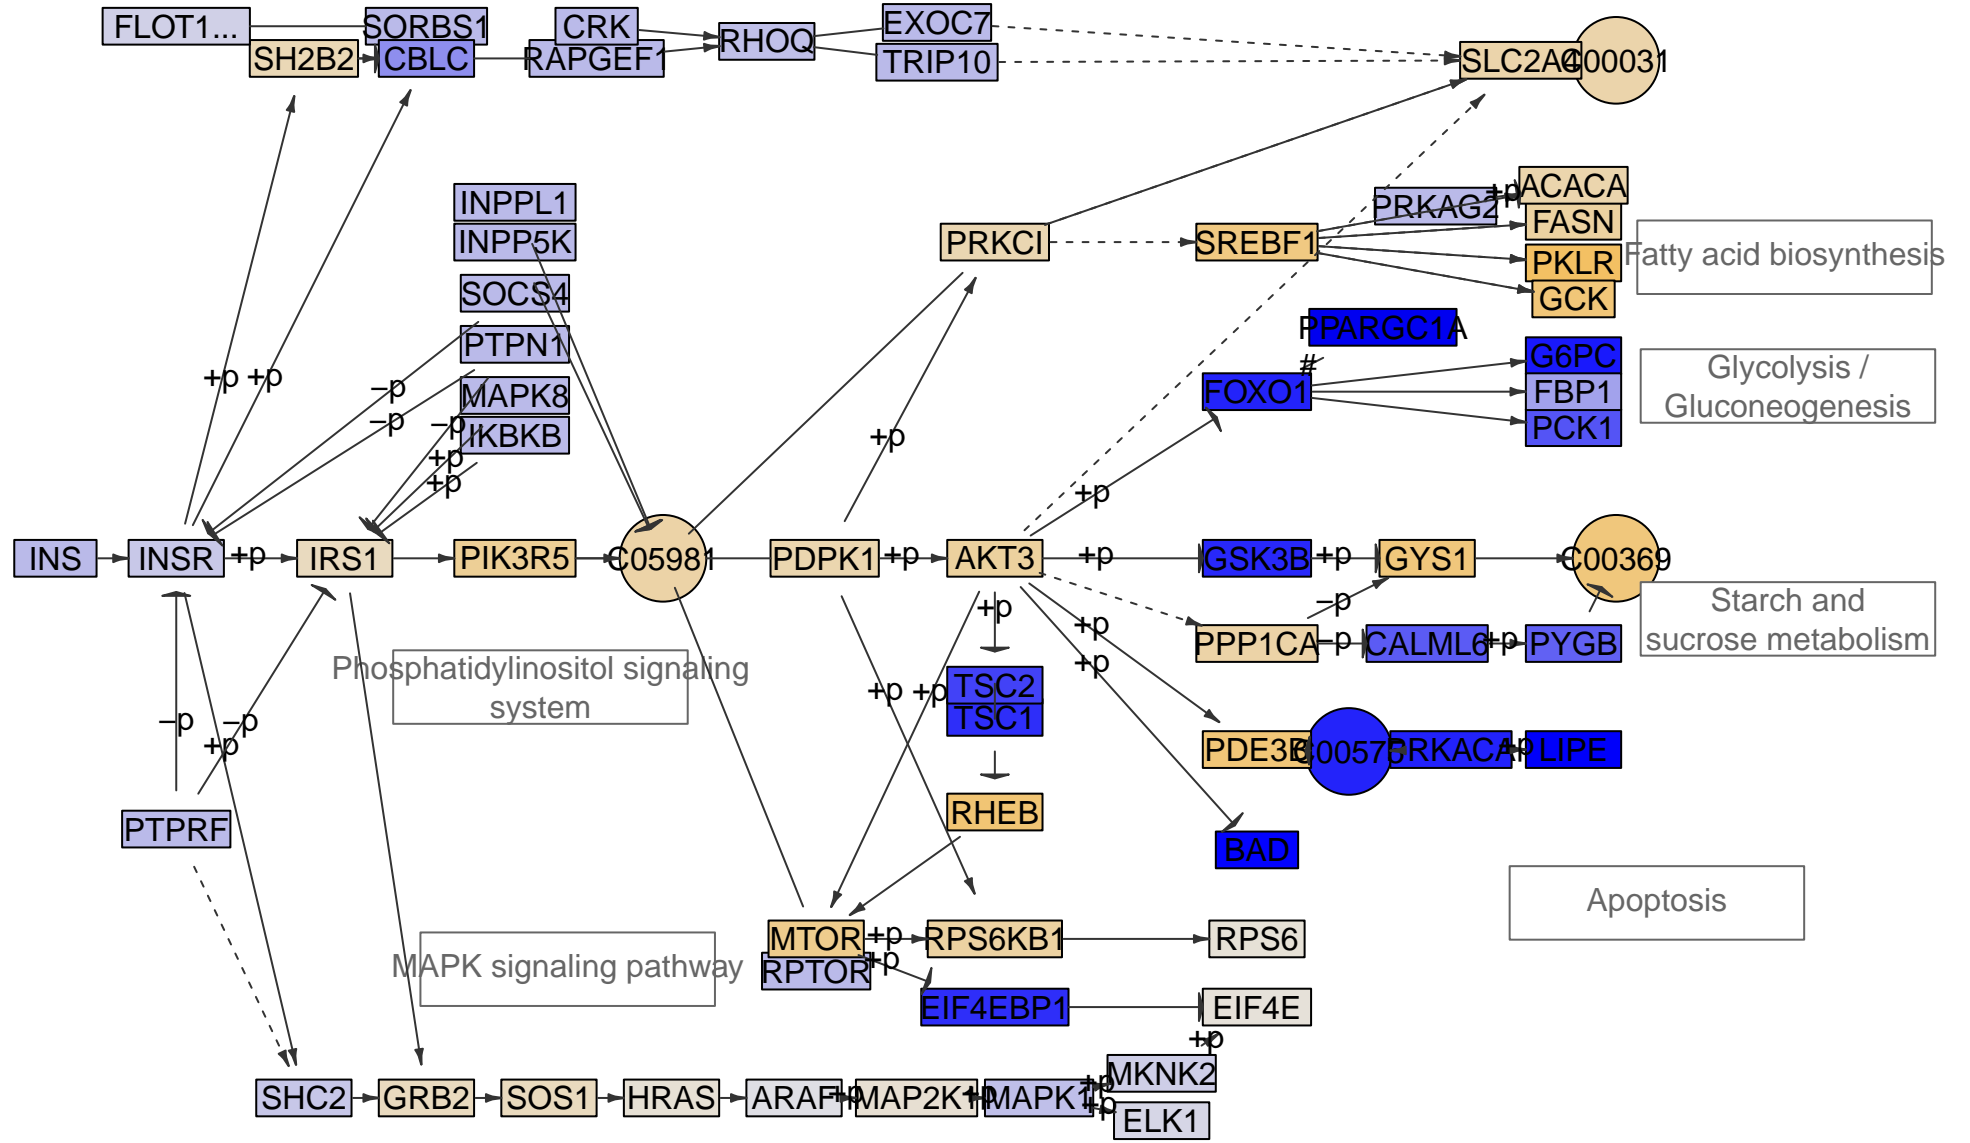 FLOT1...
SORBS1
SH2B2
CBLC
CRK
RAPGEF1
RHOQ
EXOC7
TRIP10
SLC2A4
C00031
INPPL1
INPP5K
SOCS4
PTPN1
MAPK8
IKBKB
PRKCI
SREBF1
PRKAG2
+p
ACACA
FASN
PKLR
GCK
Fatty acid biosynthesis
PPARGC1A
#
FOXO1
G6PC
FBP1
PCK1
Glycolysis /
Gluconeogenesis
+p
+p
–p
–p
–p
+p
+p
+p
+p
INS
INSR
+p
IRS1
PIK3R5
C05981
PDPK1
+p
AKT3
+p
GSK3B
+p
GYS1
C00369
–p
+p
+p
PPP1CA
–p
CALML6
+p
PYGB
Starch and
sucrose metabolism
Phosphatidylinositol signaling
system
+p
+p
+p
TSC2
TSC1
–p
–p
+p
PDE3B
C00575
PRKACA
+p
LIPE
RHEB
PTPRF
BAD
Apoptosis
MTOR
RPTOR
+p
+p
RPS6KB1
RPS6
MAPK signaling pathway
EIF4EBP1
EIF4E
+p
SHC2
GRB2
SOS1
HRAS
ARAF
+p
MAP2K1
+p
MAPK1
+p
+p
MKNK2
ELK1